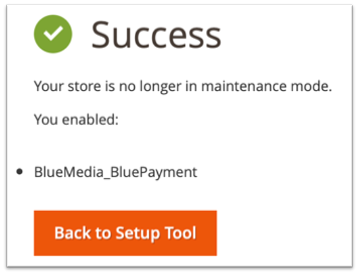 Success
Your store is no longer in maintenance mode.
You enabled:
BlueMedia_BluePayment
Back to Setup Tool